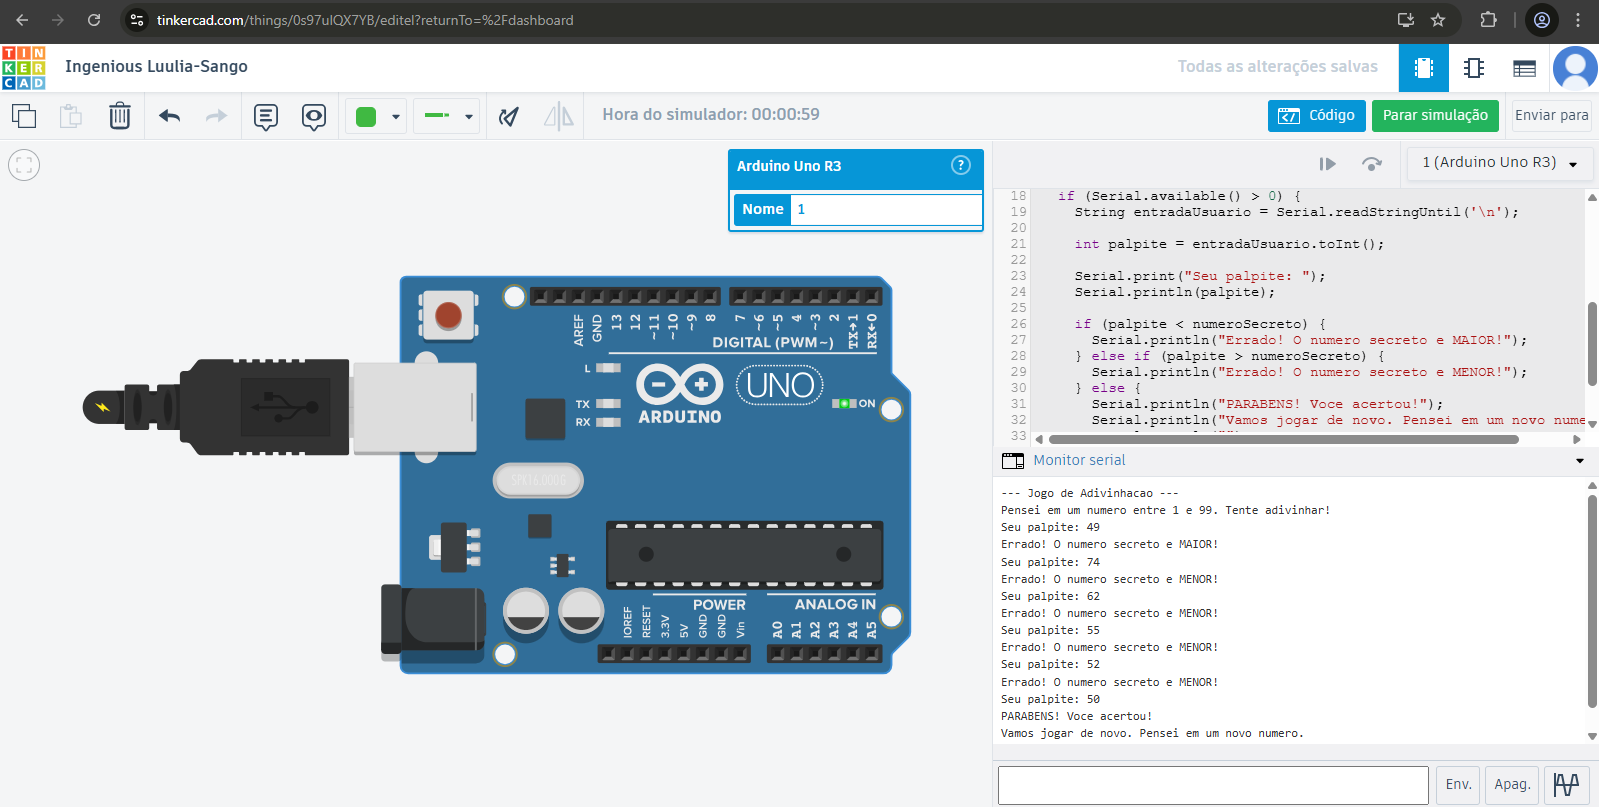 tinkercad.com/things/0s97ulQX7YB/editel?returnTo=%2Fdashboard
TINKERCAD
Ingenious Luulia-Sango
Todas as alterações salvas
Hora do simulador: 00:00:59
Código
Parar simulação
Enviar para
Arduino Uno R3
?
Nome 1
1 (Arduino Uno R3)
18 if (Serial.available() > 0) {
19 String entradaUsuario = Serial.readStringUntil('\n');
20
21 int palpite = entradaUsuario.toInt();
22
23 Serial.print("Seu palpite: ");
24 Serial.println(palpite);
25
26 if (palpite < numeroSecreto) {
27 Serial.println("Errado! O numero secreto e MAIOR!");
28 } else if (palpite > numeroSecreto) {
29 Serial.println("Errado! O numero secreto e MENOR!");
30 } else {
31 Serial.println("PARABENS! Voce acertou!");
32 Serial.println("Vamos jogar de novo. Pensei em um novo nume
33
Monitor serial
--- Jogo de Adivinhacao ---
Pensei em um numero entre 1 e 99. Tente adivinhar!
Seu palpite: 49
Errado! O numero secreto e MAIOR!
Seu palpite: 74
Errado! O numero secreto e MENOR!
Seu palpite: 62
Errado! O numero secreto e MENOR!
Seu palpite: 55
Errado! O numero secreto e MENOR!
Seu palpite: 52
Errado! O numero secreto e MENOR!
Seu palpite: 50
PARABENS! Voce acertou!
Vamos jogar de novo. Pensei em um novo numero.
Env.
Apag.
AREF GND 13 12 ~11 ~10 ~9 8 7 ~6 ~5 4 ~3 2 TX→1 RX←0
DIGITAL (PWM~)
L
TX
RX
UNO
ARDUINO
ON
SPK16.000G
POWER
ANALOG IN
IOREF RESET 3.3V 5V GND GND Vin A0 A1 A2 A3 A4 A5